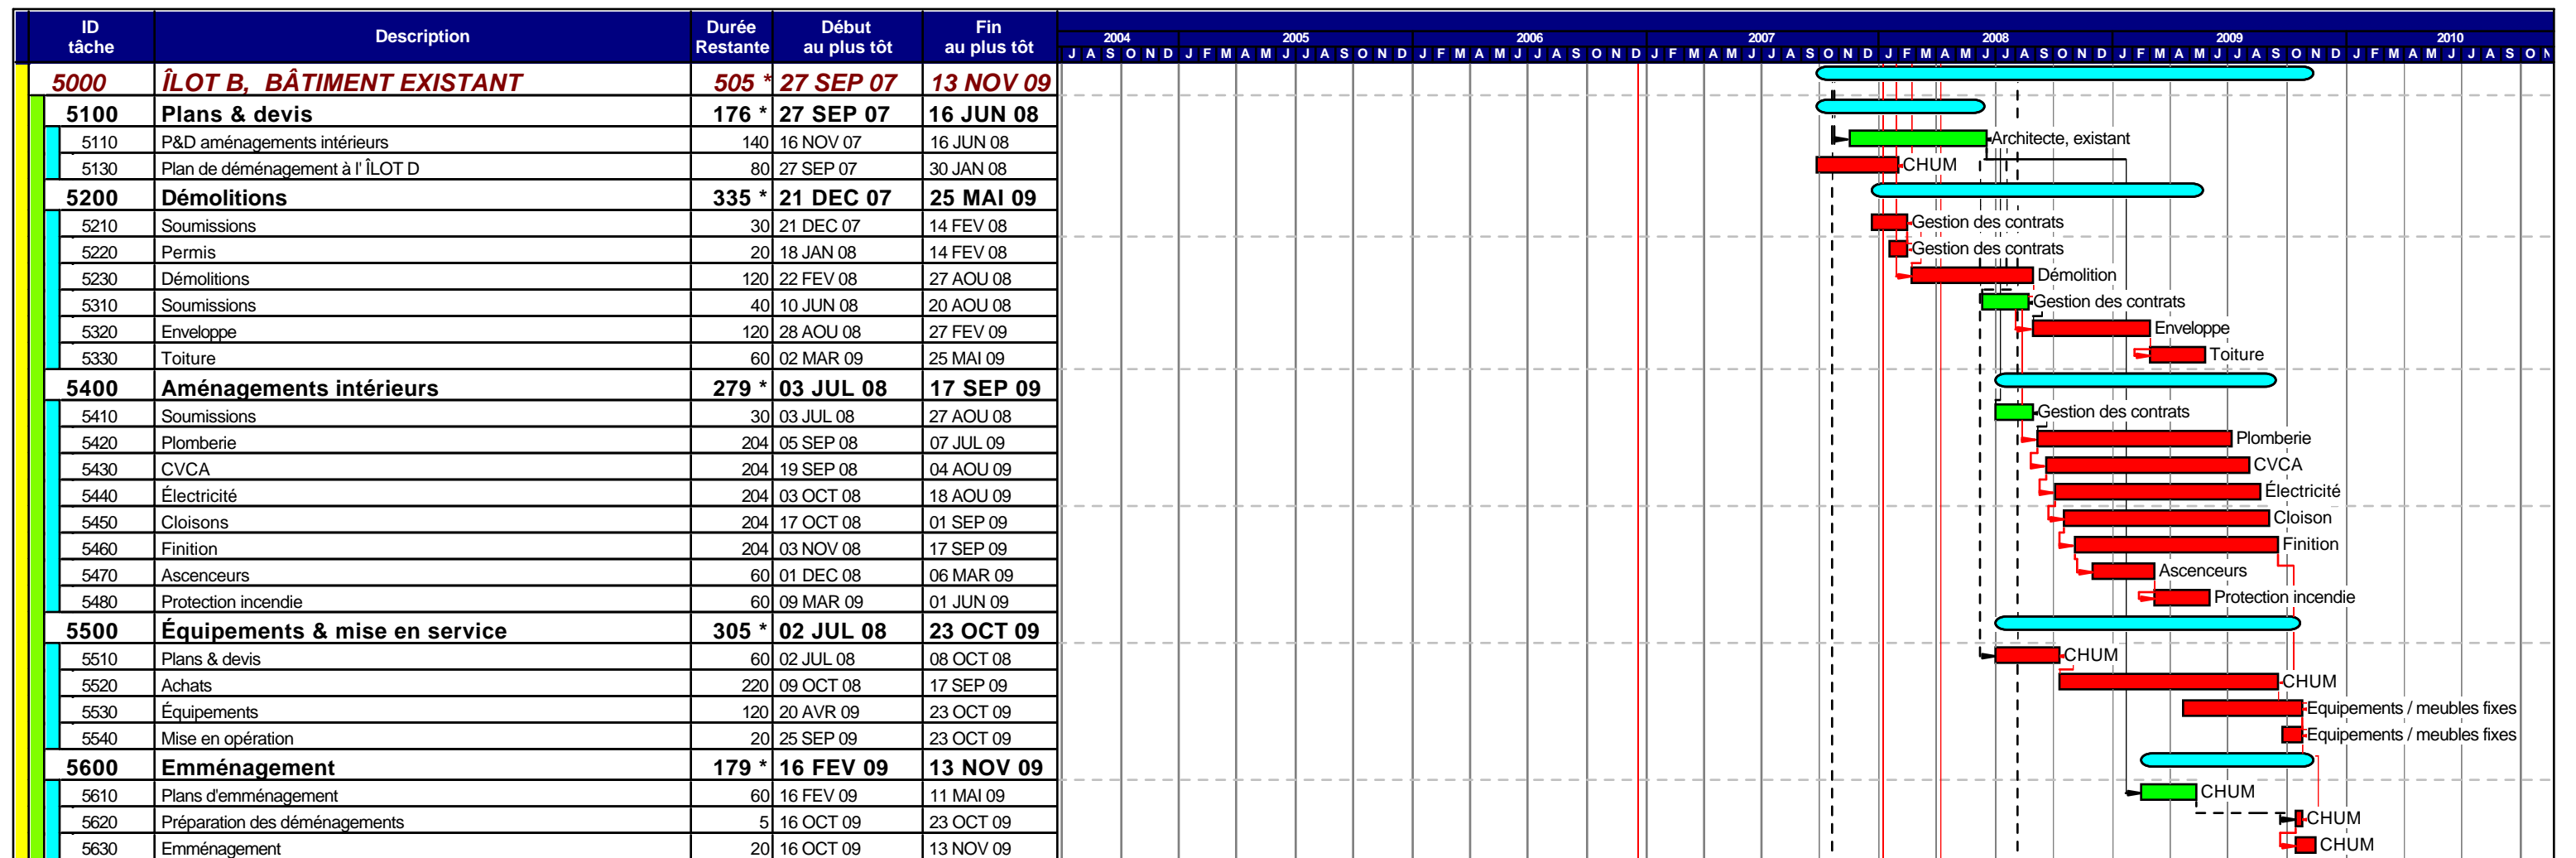 ID tâche Description Durée Restante Début au plus tôt Fin au plus tôt 2004 2005 2006 2007 2008 2009 2010
J A S O N D J F M A M J J A S O N D J F M A M J J A S O N D J F M A M J J A S O N D J F M A M J J A S O N D J F M A M J J A S O N D J F M A M J J A S O N
5000 ÎLOT B, BÂTIMENT EXISTANT 505 * 27 SEP 07 13 NOV 09
5100 Plans & devis 176 * 27 SEP 07 16 JUN 08
5110 P&D aménagements intérieurs 140 16 NOV 07 16 JUN 08 Architecte, existant
5130 Plan de déménagement à l' ÎLOT D 80 27 SEP 07 30 JAN 08 CHUM
5200 Démolitions 335 * 21 DEC 07 25 MAI 09
5210 Soumissions 30 21 DEC 07 14 FEV 08 Gestion des contrats
5220 Permis 20 18 JAN 08 14 FEV 08 Gestion des contrats
5230 Démolitions 120 22 FEV 08 27 AOU 08 Démolition
5310 Soumissions 40 10 JUN 08 20 AOU 08 Gestion des contrats
5320 Enveloppe 120 28 AOU 08 27 FEV 09 Enveloppe
5330 Toiture 60 02 MAR 09 25 MAI 09 Toiture
5400 Aménagements intérieurs 279 * 03 JUL 08 17 SEP 09
5410 Soumissions 30 03 JUL 08 27 AOU 08 Gestion des contrats
5420 Plomberie 204 05 SEP 08 07 JUL 09 Plomberie
5430 CVCA 204 19 SEP 08 04 AOU 09 CVCA
5440 Électricité 204 03 OCT 08 18 AOU 09 Électricité
5450 Cloisons 204 17 OCT 08 01 SEP 09 Cloison
5460 Finition 204 03 NOV 08 17 SEP 09 Finition
5470 Ascenceurs 60 01 DEC 08 06 MAR 09 Ascenceurs
5480 Protection incendie 60 09 MAR 09 01 JUN 09 Protection incendie
5500 Équipements & mise en service 305 * 02 JUL 08 23 OCT 09
5510 Plans & devis 60 02 JUL 08 08 OCT 08 CHUM
5520 Achats 220 09 OCT 08 17 SEP 09 CHUM
5530 Équipements 120 20 AVR 09 23 OCT 09 Equipements / meubles fixes
5540 Mise en opération 20 25 SEP 09 23 OCT 09 Equipements / meubles fixes
5600 Emménagement 179 * 16 FEV 09 13 NOV 09
5610 Plans d'emménagement 60 16 FEV 09 11 MAI 09 CHUM
5620 Préparation des déménagements 5 16 OCT 09 23 OCT 09 CHUM
5630 Emménagement 20 16 OCT 09 13 NOV 09 CHUM